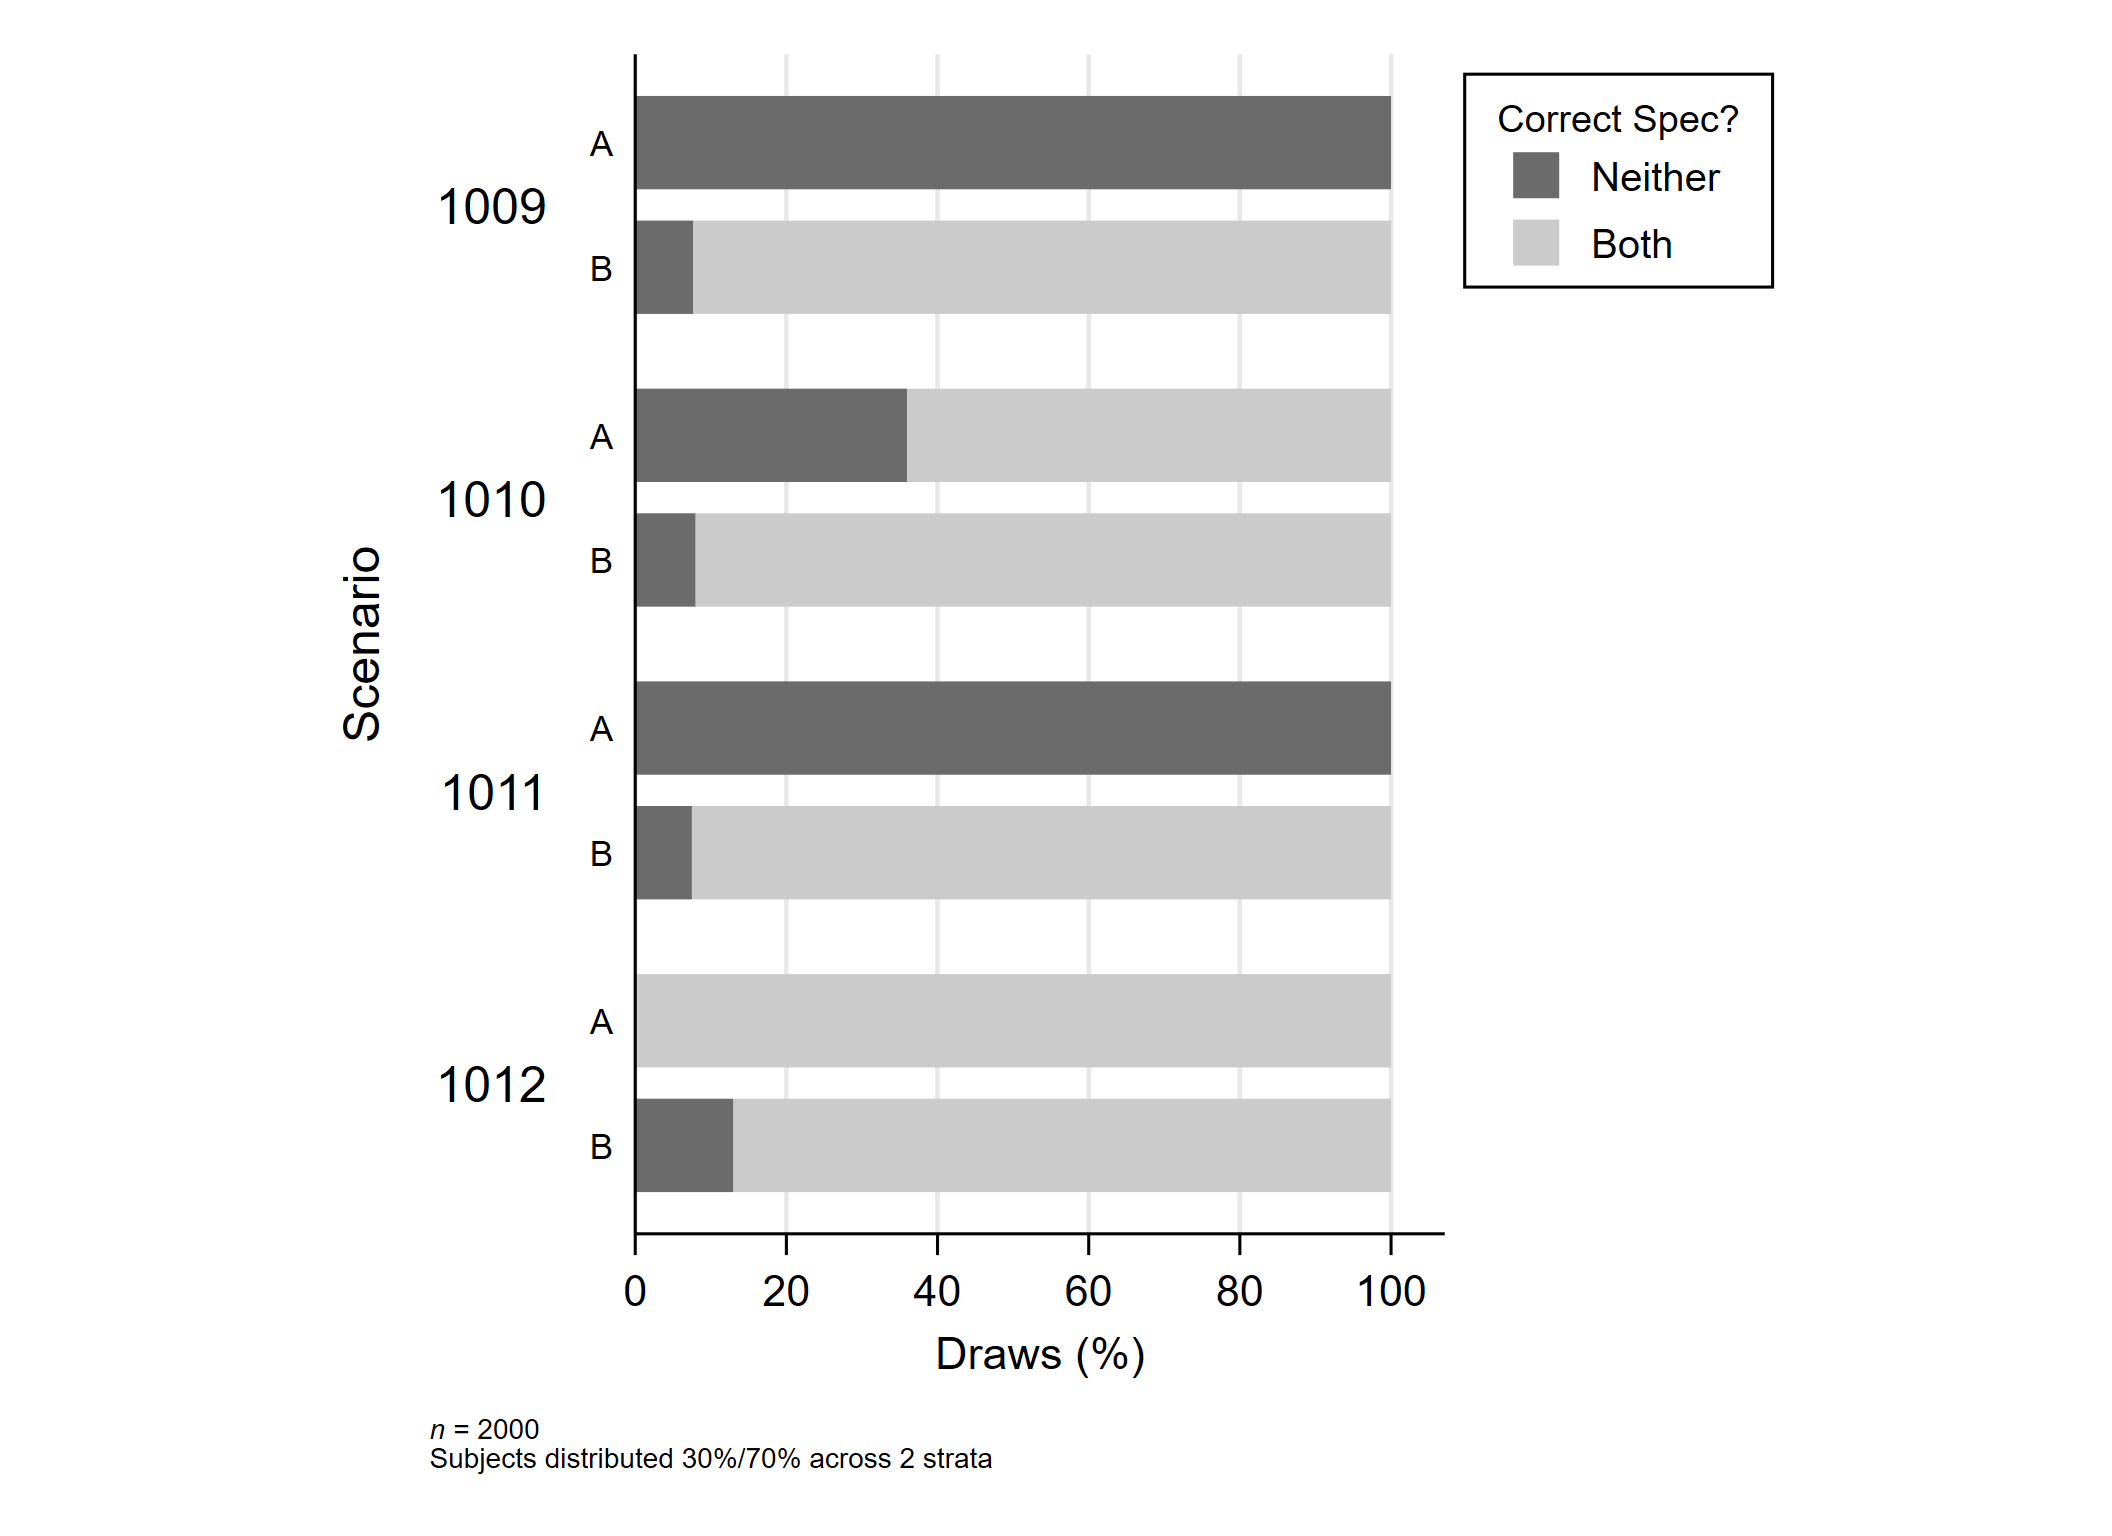 Correct Spec?
Neither
Both
Scenario
1009
A
B
1010
A
B
1011
A
B
1012
A
B
0 20 40 60 80 100
Draws (%)
n = 2000
Subjects distributed 30%/70% across 2 strata